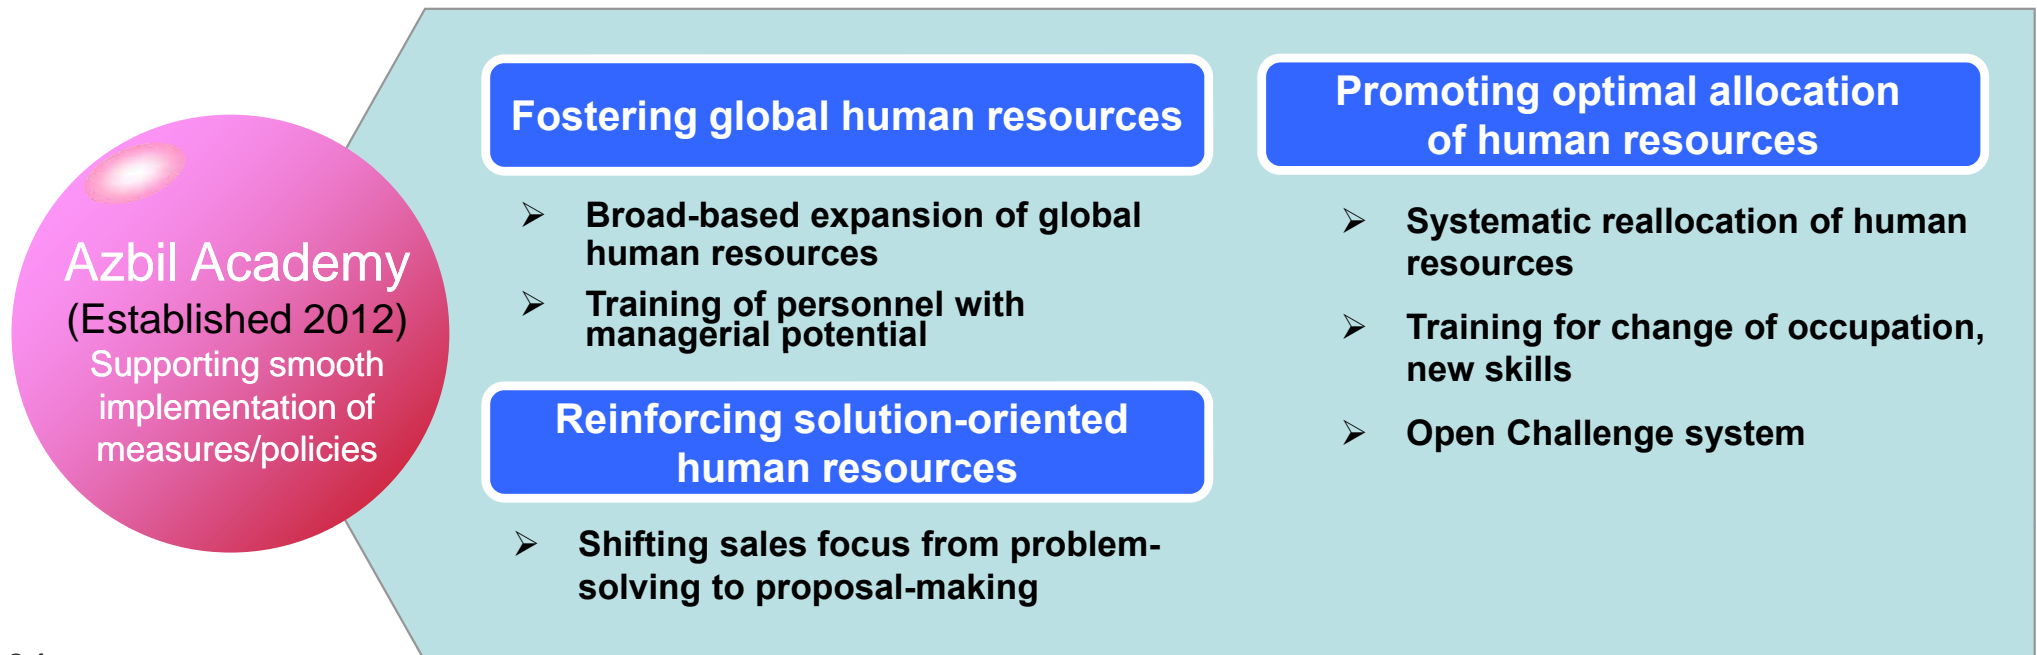 Azbil Academy
(Established 2012)
Supporting smooth
implementation of
measures/policies
Fostering global human resources
➢ Broad-based expansion of global
human resources
➢ Training of personnel with
managerial potential
Reinforcing solution-oriented
human resources
➢ Shifting sales focus from problem-
solving to proposal-making
Promoting optimal allocation
of human resources
➢ Systematic reallocation of human
resources
➢ Training for change of occupation,
new skills
➢ Open Challenge system